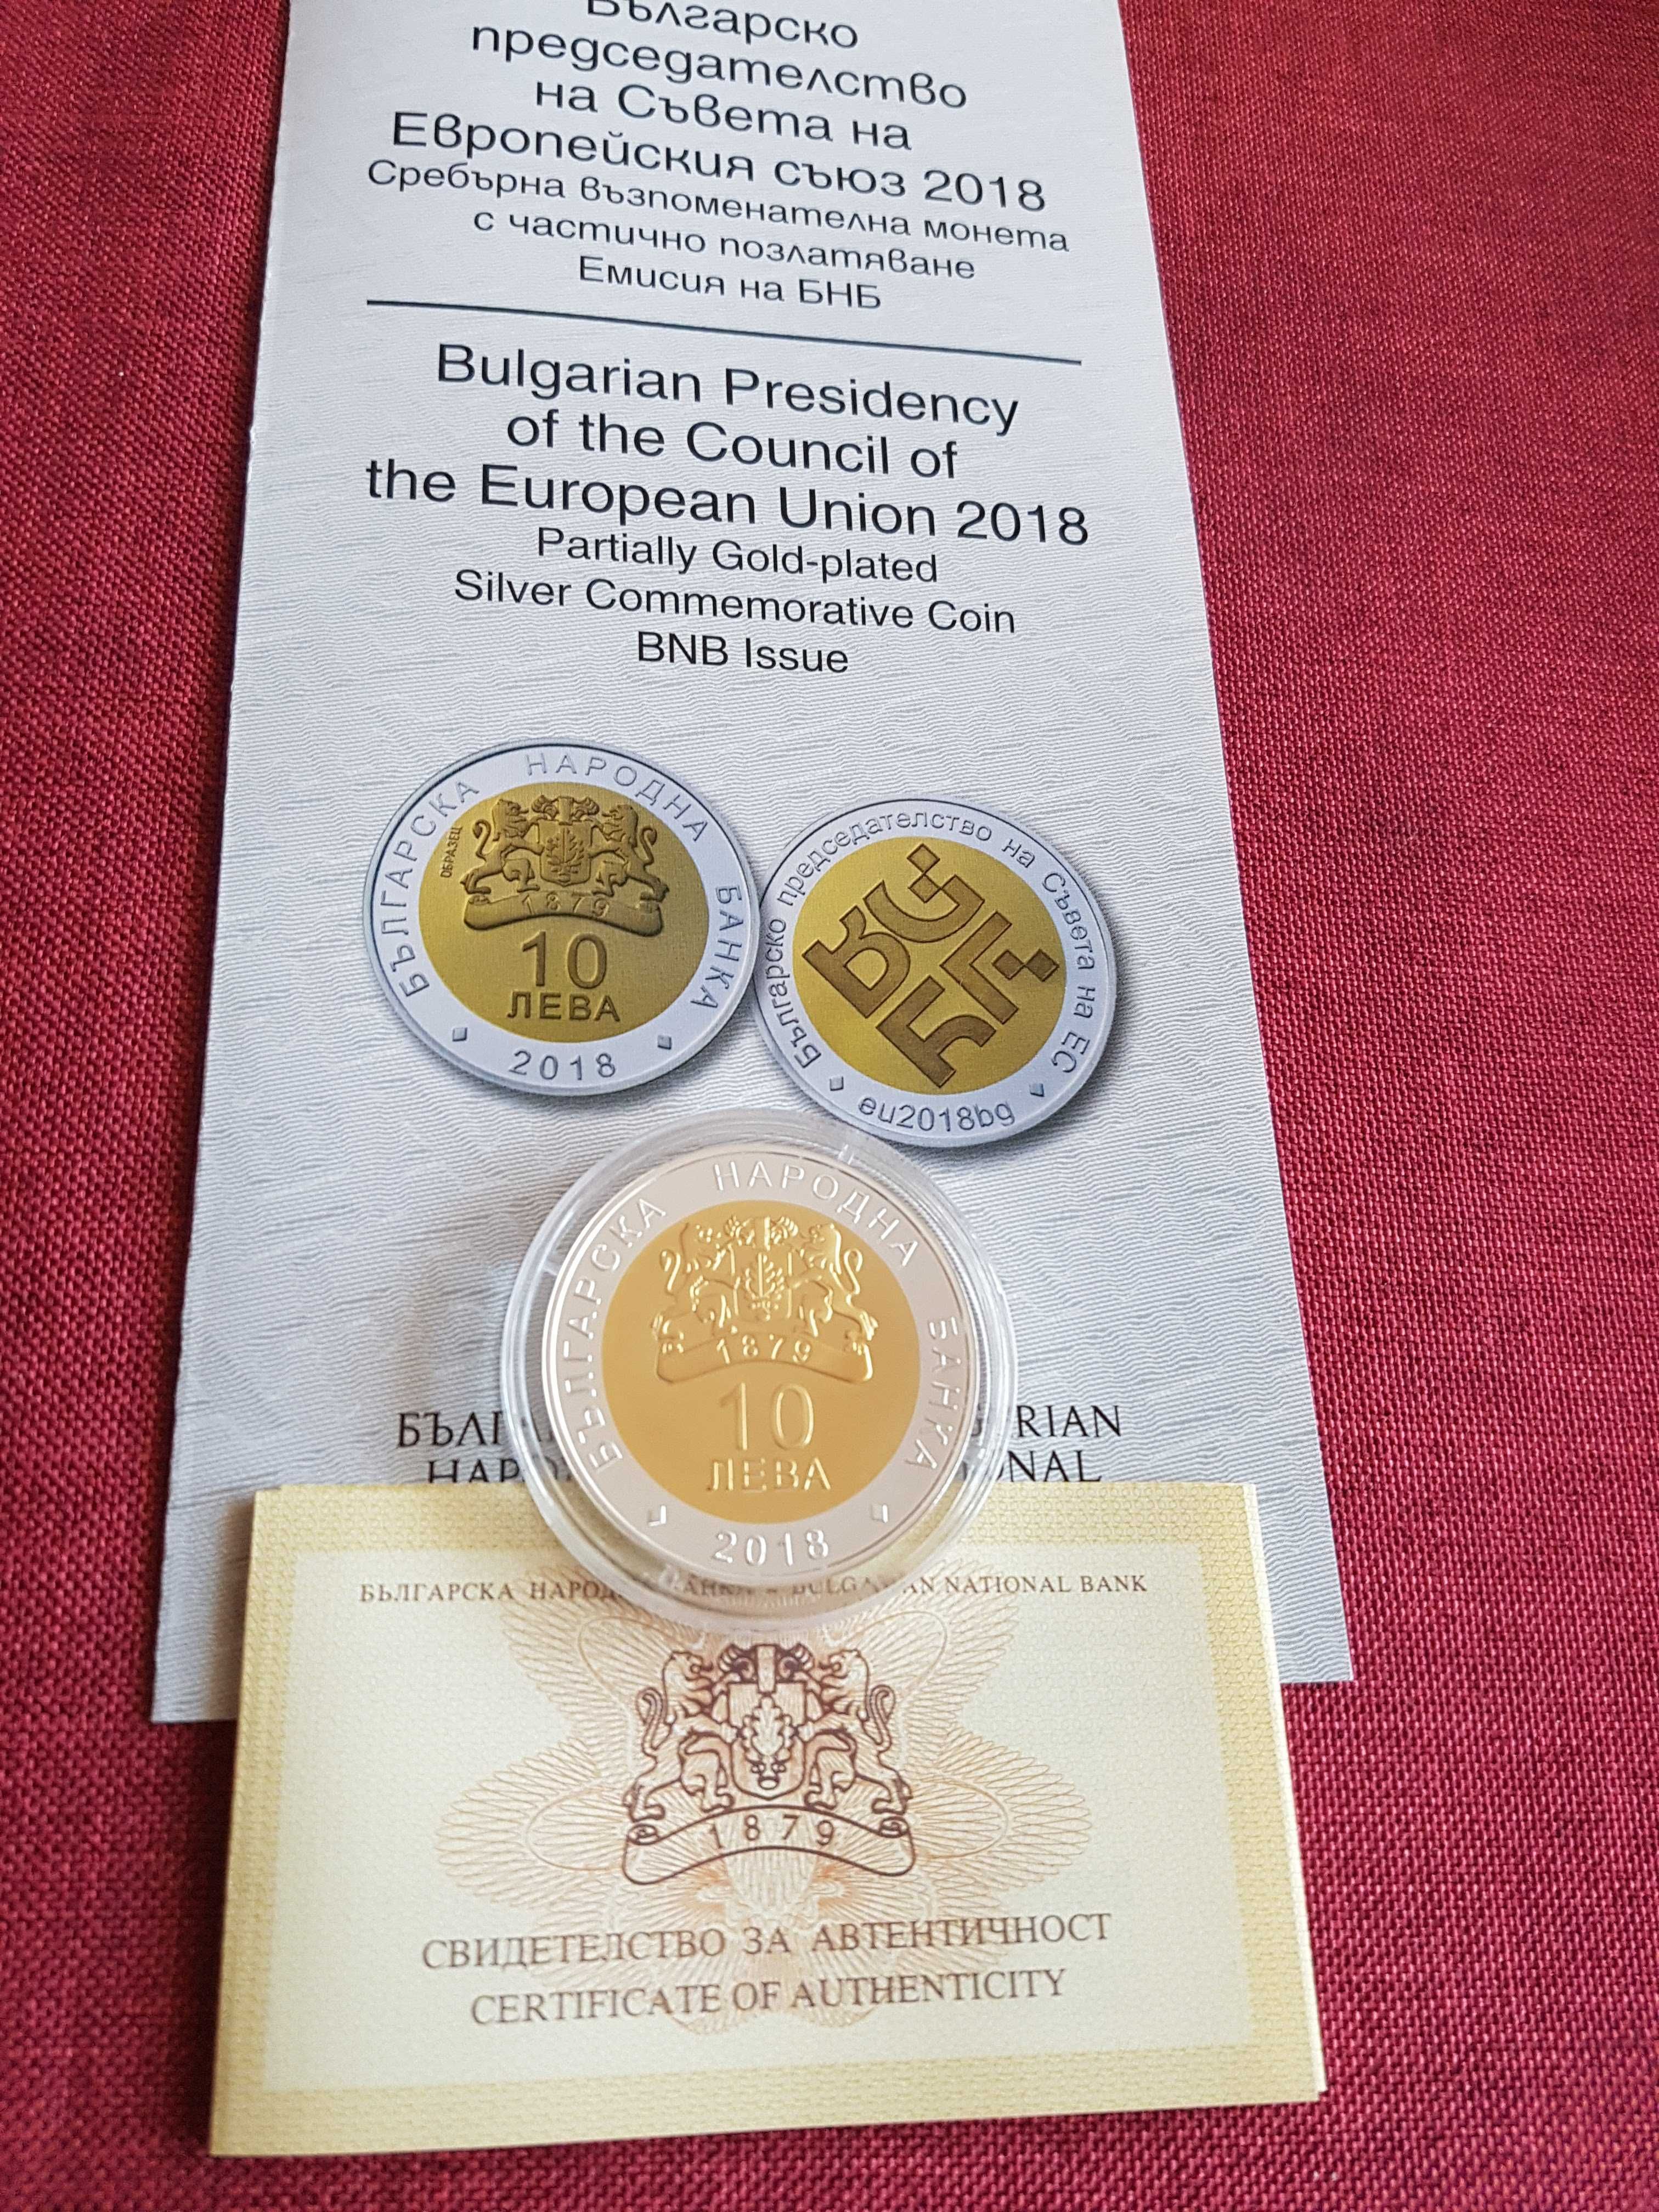 Българско
председателство
на Съвета на
Европейския съюз 2018
Сребърна възпоменателна монета
с частично позлатяване
Емисия на БНБ
Bulgarian Presidency
of the Council of
the European Union 2018
Partially Gold-plated
Silver Commemorative Coin
BNB Issue
БЪЛГАРСКА НАРОДНА БАНКА
ОБРАЗЕЦ
1879
10
ЛЕВА
2018
Българско председателство на Съвета на ЕС
eu2018bg
БЪЛГАРСКА НАРОДНА БАНКА
1879
10
ЛЕВА
2018
RIAN
NAL
БЪЛГАРСКА NATIONAL BANK
1879
СВИДЕТЕЛСТВО ЗА АВТЕНТИЧНОСТ
CERTIFICATE OF AUTHENTICITY